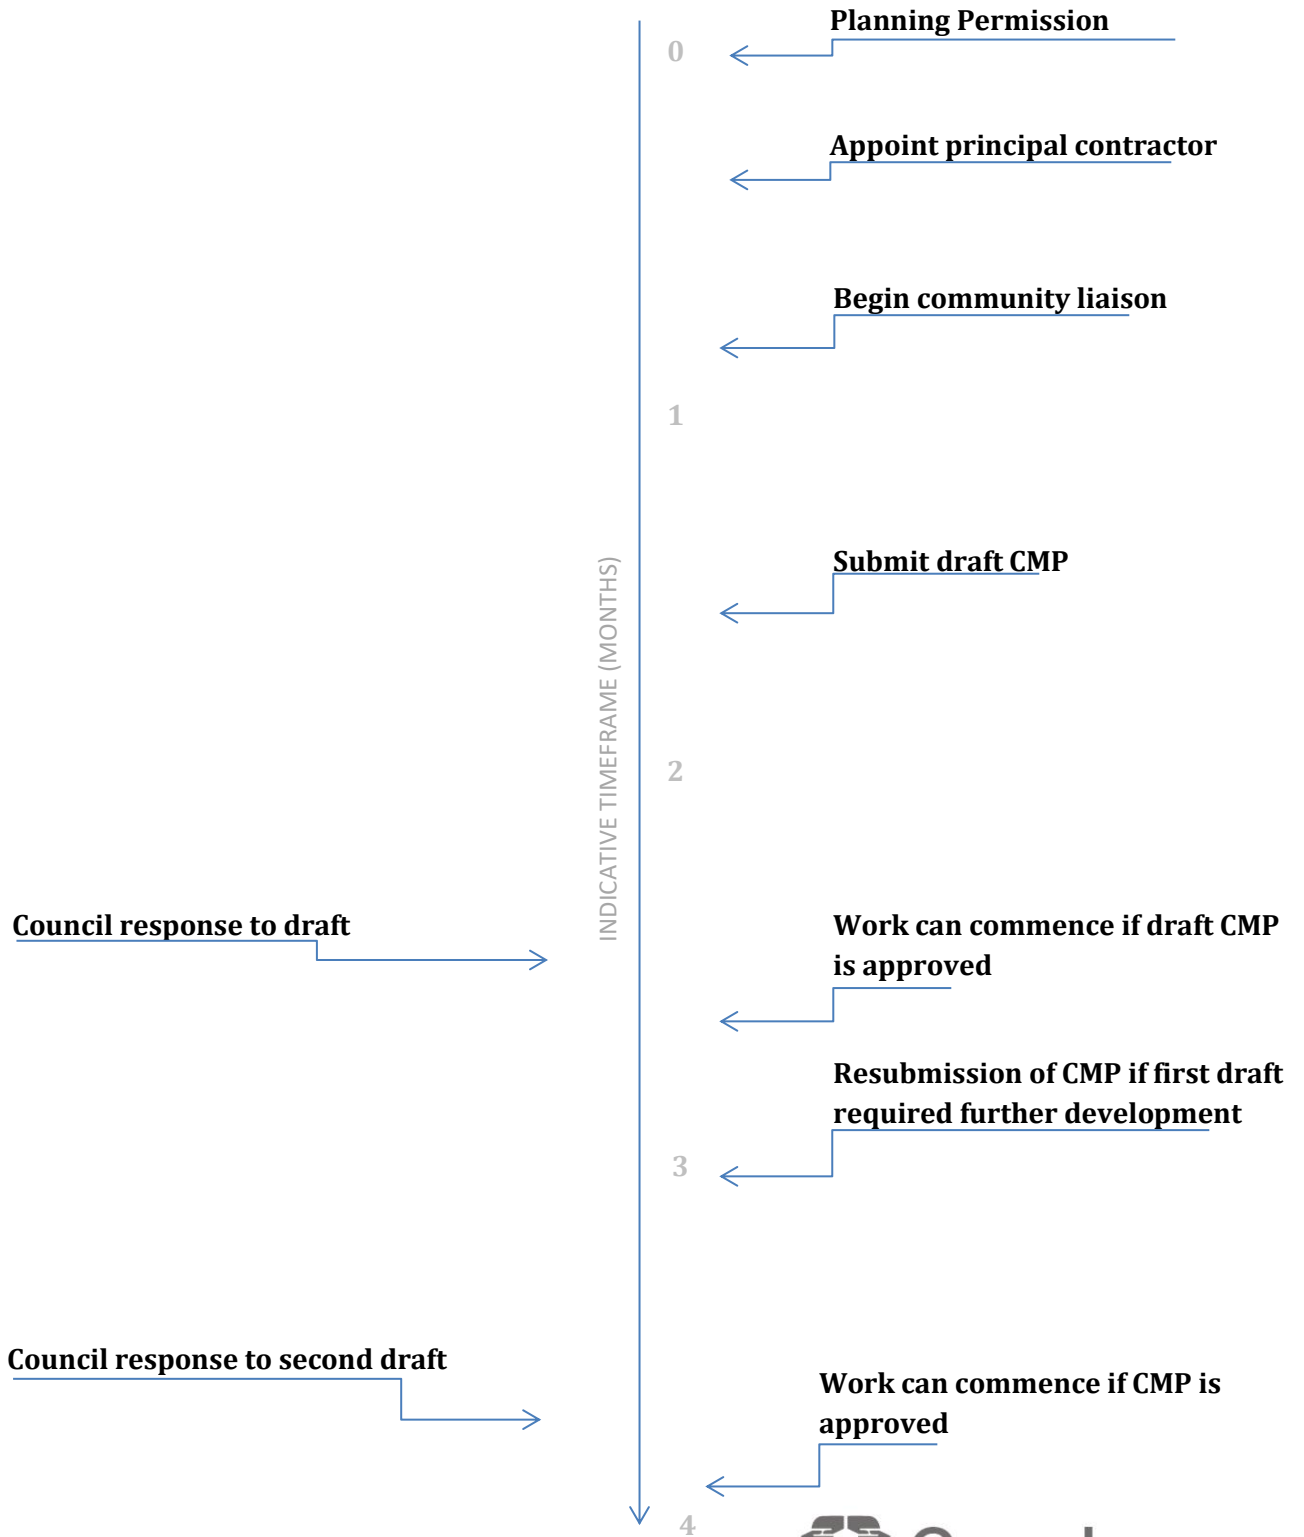 Planning Permission
0
Appoint principal contractor
Begin community liaison
1
Submit draft CMP
INDICATIVE TIMEFRAME (MONTHS)
2
Council response to draft
Work can commence if draft CMP
is approved
Resubmission of CMP if first draft
required further development
3
Council response to second draft
Work can commence if CMP is
approved
4